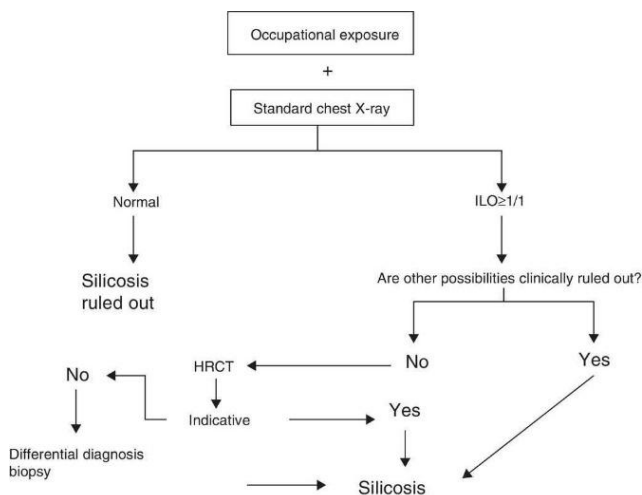 Occupational exposure
+
Standard chest X-ray
Normal
ILO≥1/1
Silicosis
ruled out
Are other possibilities clinically ruled out?
No
HRCT
No
Yes
Indicative
Yes
Differential diagnosis
biopsy
Silicosis